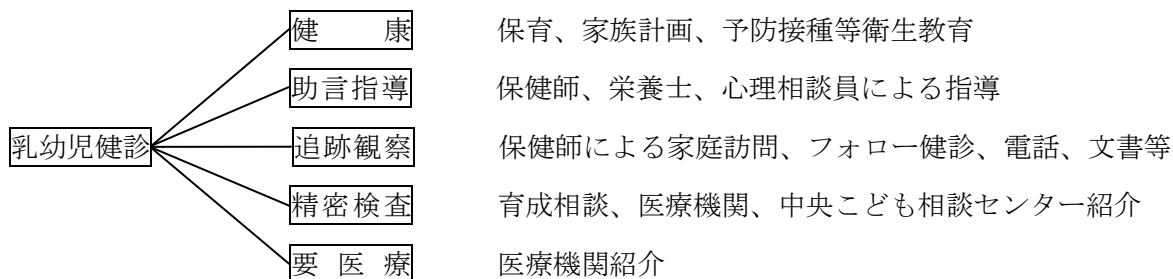 健康 保育、家族計画、予防接種等衛生教育
助言指導 保健師、栄養士、心理相談員による指導
乳幼児健診 追跡観察 保健師による家庭訪問、フォロー健診、電話、文書等
精密検査 育成相談、医療機関、中央こども相談センター紹介
要医療 医療機関紹介